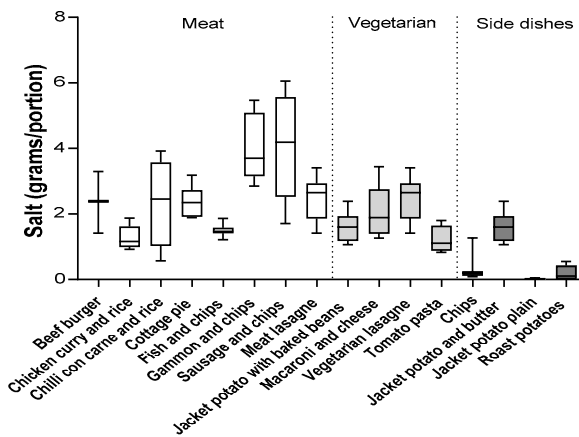 8
Meat
Vegetarian
Side dishes
6
4
2
0
Salt (grams/portion)
Beef burger
Chicken curry and rice
Chilli con carne and rice
Cottage pie
Fish and chips
Gammon and chips
Sausage and chips
Meat lasagne
Jacket potato with baked beans
Macaroni and cheese
Vegetarian lasagne
Tomato pasta
Chips
Jacket potato and butter
Jacket potato plain
Roast potatoes